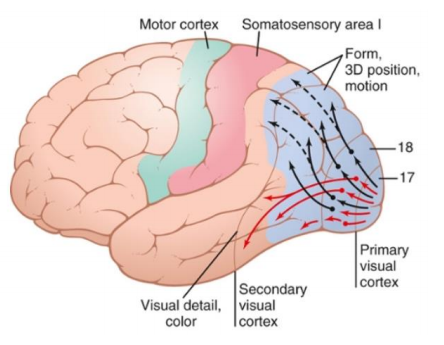 Motor cortex
Somatosensory area I
Form,
3D position,
motion
18
17
Primary
visual
cortex
Secondary
visual
cortex
Visual detail,
color